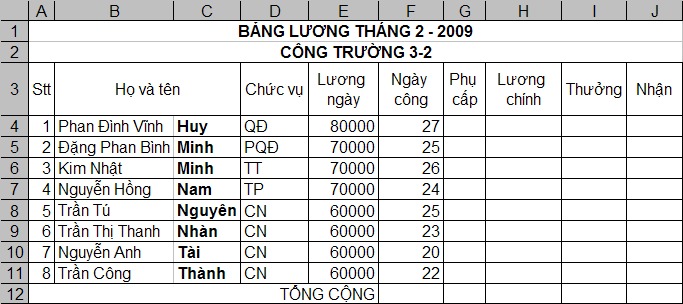 A B C D E F G H I J
1 BẢNG LƯƠNG THÁNG 2 - 2009
2 CÔNG TRƯỜNG 3-2
3 Stt Họ và tên Chức vụ Lương ngày Ngày công Phụ cấp Lương chính Thưởng Nhận
4 1 Phan Đình Vĩnh Huy QĐ 80000 27
5 2 Đặng Phan Bình Minh PQĐ 70000 25
6 3 Kim Nhật Minh TT 70000 26
7 4 Nguyễn Hồng Nam TP 70000 24
8 5 Trần Tú Nguyên CN 60000 25
9 6 Trần Thị Thanh Nhàn CN 60000 23
10 7 Nguyễn Anh Tài CN 60000 20
11 8 Trần Công Thành CN 60000 22
12 TỔNG CỘNG